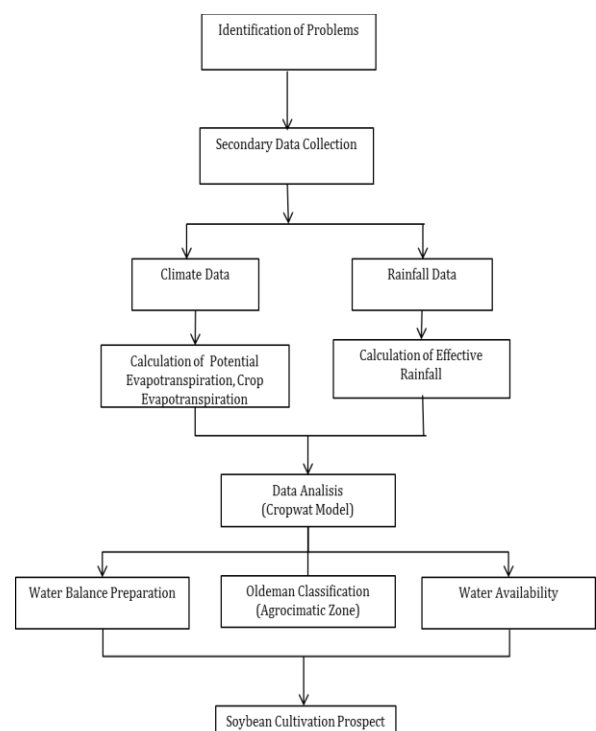 Identification of Problems
Secondary Data Collection
Climate Data
Rainfall Data
Calculation of Potential
Evapotranspiration, Crop
Evapotranspiration
Calculation of Effective
Rainfall
Data Analisis
(Cropwat Model)
Water Balance Preparation
Oldeman Classification
(Agrocimatic Zone)
Water Availability
Soybean Cultivation Prospect